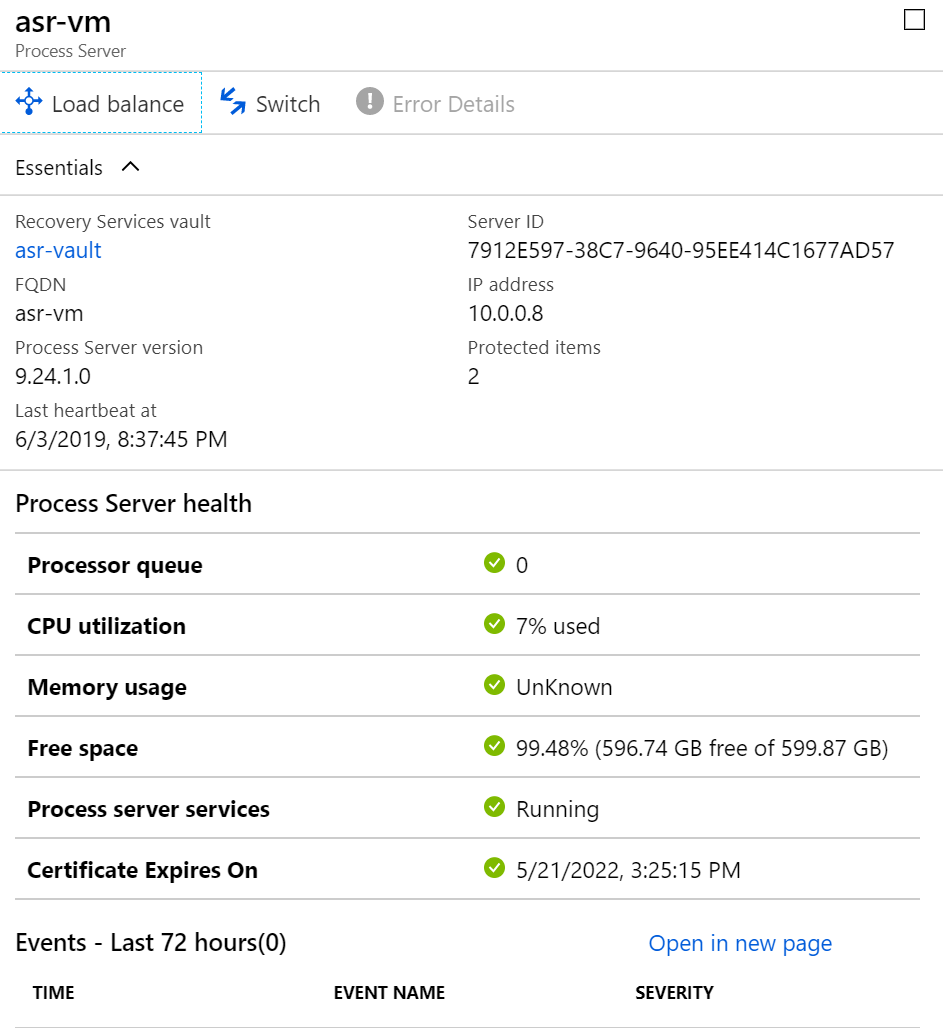 asr-vm
Process Server
Load balance Switch Error Details
Essentials
Recovery Services vault Server ID
asr-vault 7912E597-38C7-9640-95EE414C1677AD57
FQDN IP address
asr-vm 10.0.0.8
Process Server version Protected items
9.24.1.0 2
Last heartbeat at
6/3/2019, 8:37:45 PM
Process Server health
Processor queue 0
CPU utilization 7% used
Memory usage UnKnown
Free space 99.48% (596.74 GB free of 599.87 GB)
Process server services Running
Certificate Expires On 5/21/2022, 3:25:15 PM
Events - Last 72 hours(0) Open in new page
TIME EVENT NAME SEVERITY